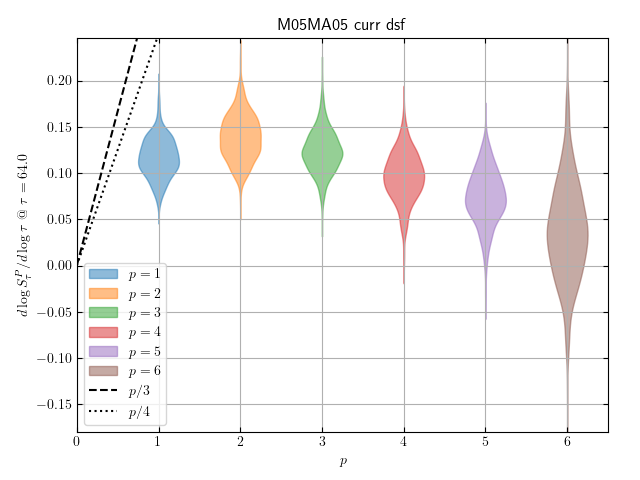 M05MA05 curr dsf
d log S_τ^P / d log τ @ τ = 64.0
0.20
0.15
0.10
0.05
0.00
−0.05
−0.10
−0.15
p = 1
p = 2
p = 3
p = 4
p = 5
p = 6
p/3
p/4
0 1 2 3 4 5 6
p